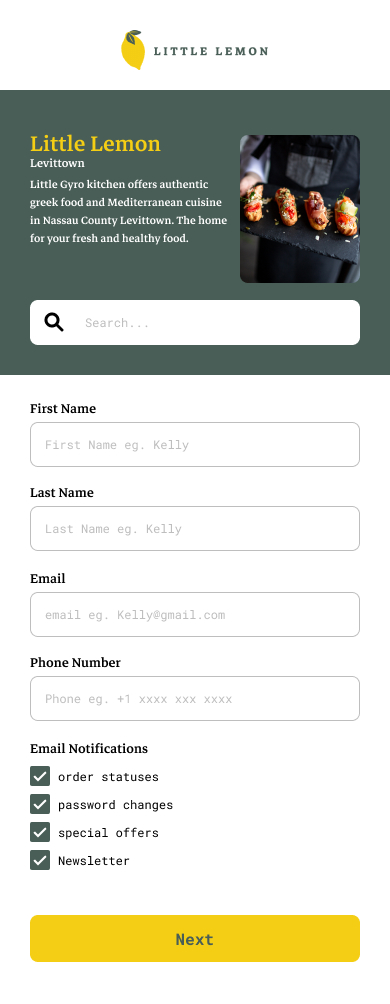 LITTLE LEMON
Little Lemon
Levittown
Little Gyro kitchen offers authentic
greek food and Mediterranean cuisine
in Nassau County Levittown. The home
for your fresh and healthy food.
Search...
First Name
First Name eg. Kelly
Last Name
Last Name eg. Kelly
Email
email eg. Kelly@gmail.com
Phone Number
Phone eg. +1 xxxx xxx xxxx
Email Notifications
order statuses
password changes
special offers
Newsletter
Next